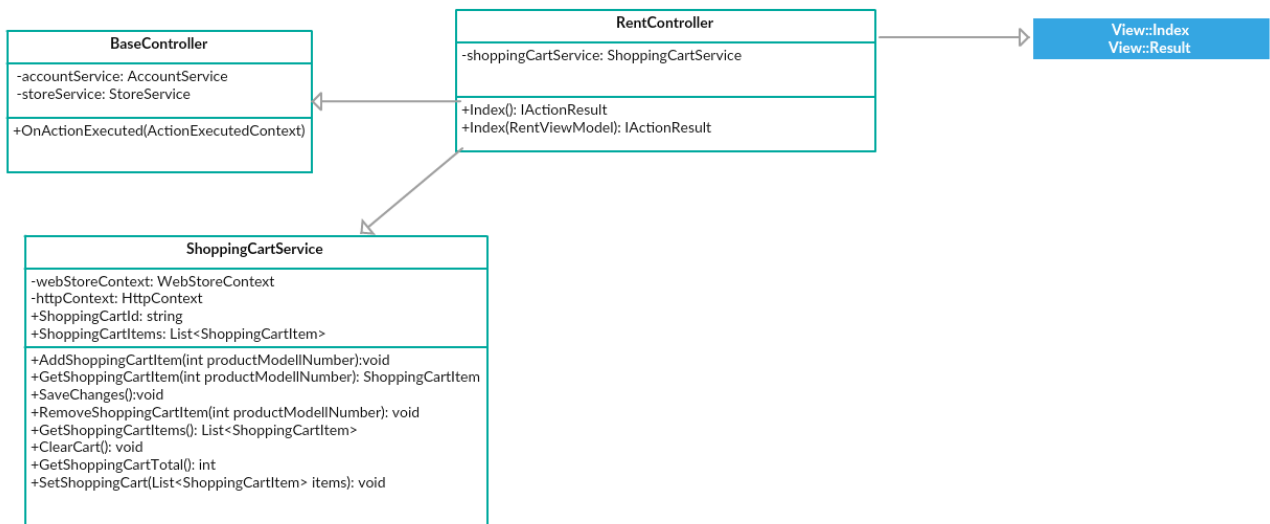 BaseController
-accountService: AccountService
-storeService: StoreService
+OnActionExecuted(ActionExecutedContext)
RentController
-shoppingCartService: ShoppingCartService
+Index(): IActionResult
+Index(RentViewModel): IActionResult
View::Index
View::Result
ShoppingCartService
-webStoreContext: WebStoreContext
-httpContext: HttpContext
+ShoppingCartId: string
+ShoppingCartItems: List<ShoppingCartItem>
+AddShoppingCartItem(int productModellNumber):void
+GetShoppingCartItem(int productModellNumber): ShoppingCartItem
+SaveChanges():void
+RemoveShoppingCartItem(int productModellNumber): void
+GetShoppingCartItems(): List<ShoppingCartItem>
+ClearCart(): void
+GetShoppingCartTotal(): int
+SetShoppingCart(List<ShoppingCartItem> items): void